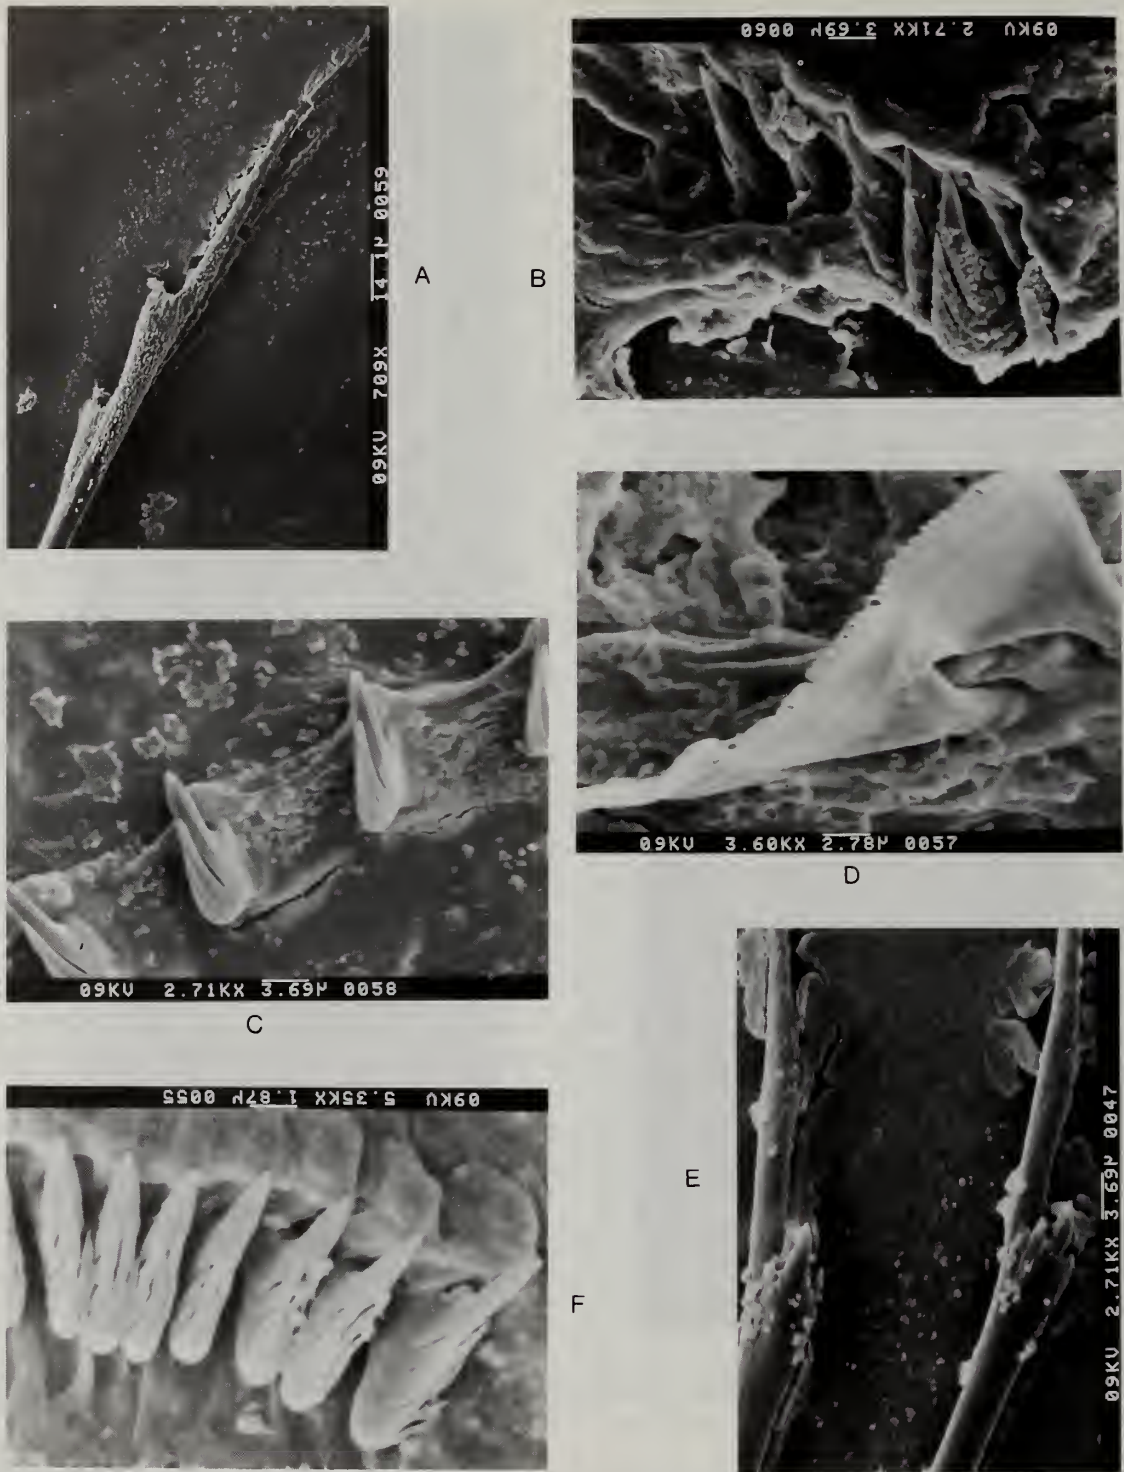 09KV 2.71KX 3.69µ 0060
09KV 709X 14.1µ 0059
A
B
09KV 3.60KX 2.78µ 0057
D
09KV 2.71KX 3.69µ 0058
C
09KV 5.35KX 1.87µ 0055
E
09KV 2.71KX 3.69µ 0047
F